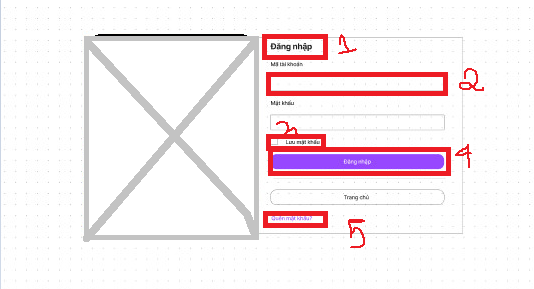 Đăng nhập 1
Mã tài khoản
2
Mật khẩu
3
Lưu mật khẩu
Đăng nhập 4
Trang chủ
Quên mật khẩu? 5